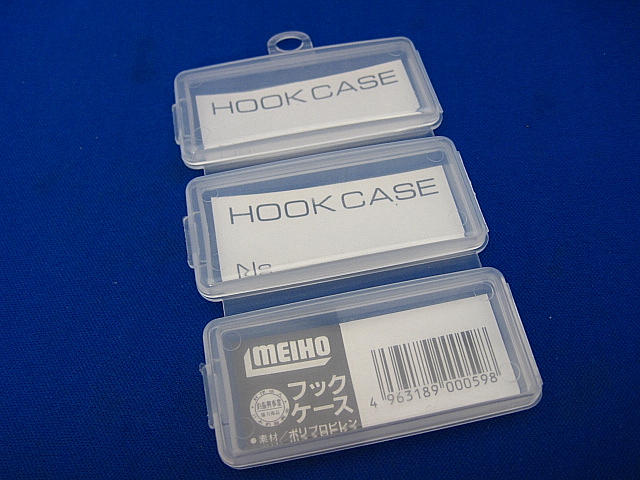 HOOK CASE
HOOK CASE
MEIHO
フック
ケース
4 963189 000598
●素材/ポリプロピレン